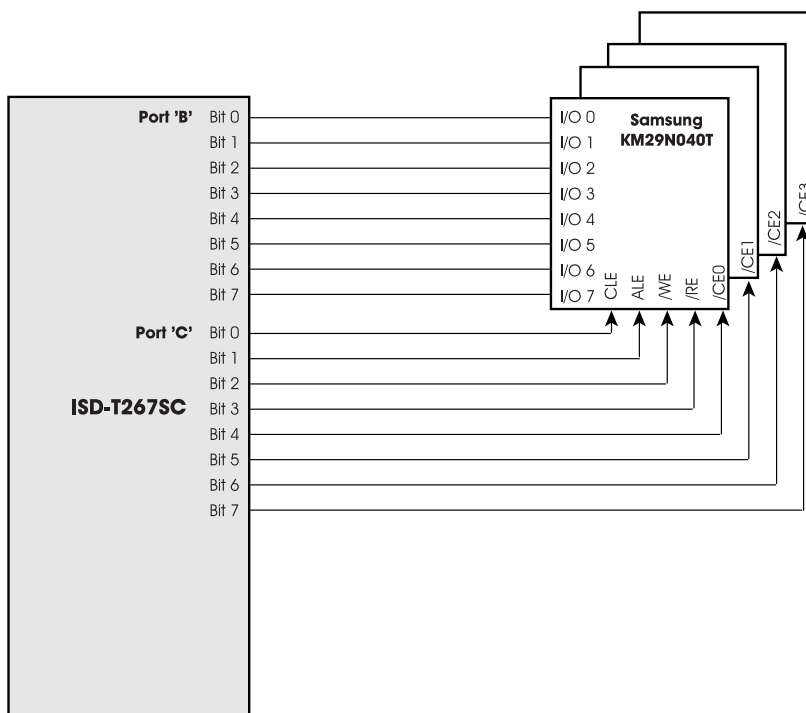 Port 'B' Bit 0
Bit 1
Bit 2
Bit 3
Bit 4
Bit 5
Bit 6
Bit 7
Port 'C' Bit 0
Bit 1
Bit 2
Bit 3
Bit 4
Bit 5
Bit 6
Bit 7
ISD-T267SC
I/O 0
I/O 1
I/O 2
I/O 3
I/O 4
I/O 5
I/O 6
I/O 7
Samsung
KM29N040T
CLE
ALE
/WE
/RE
/CE0
/CE1
/CE2
/CE3